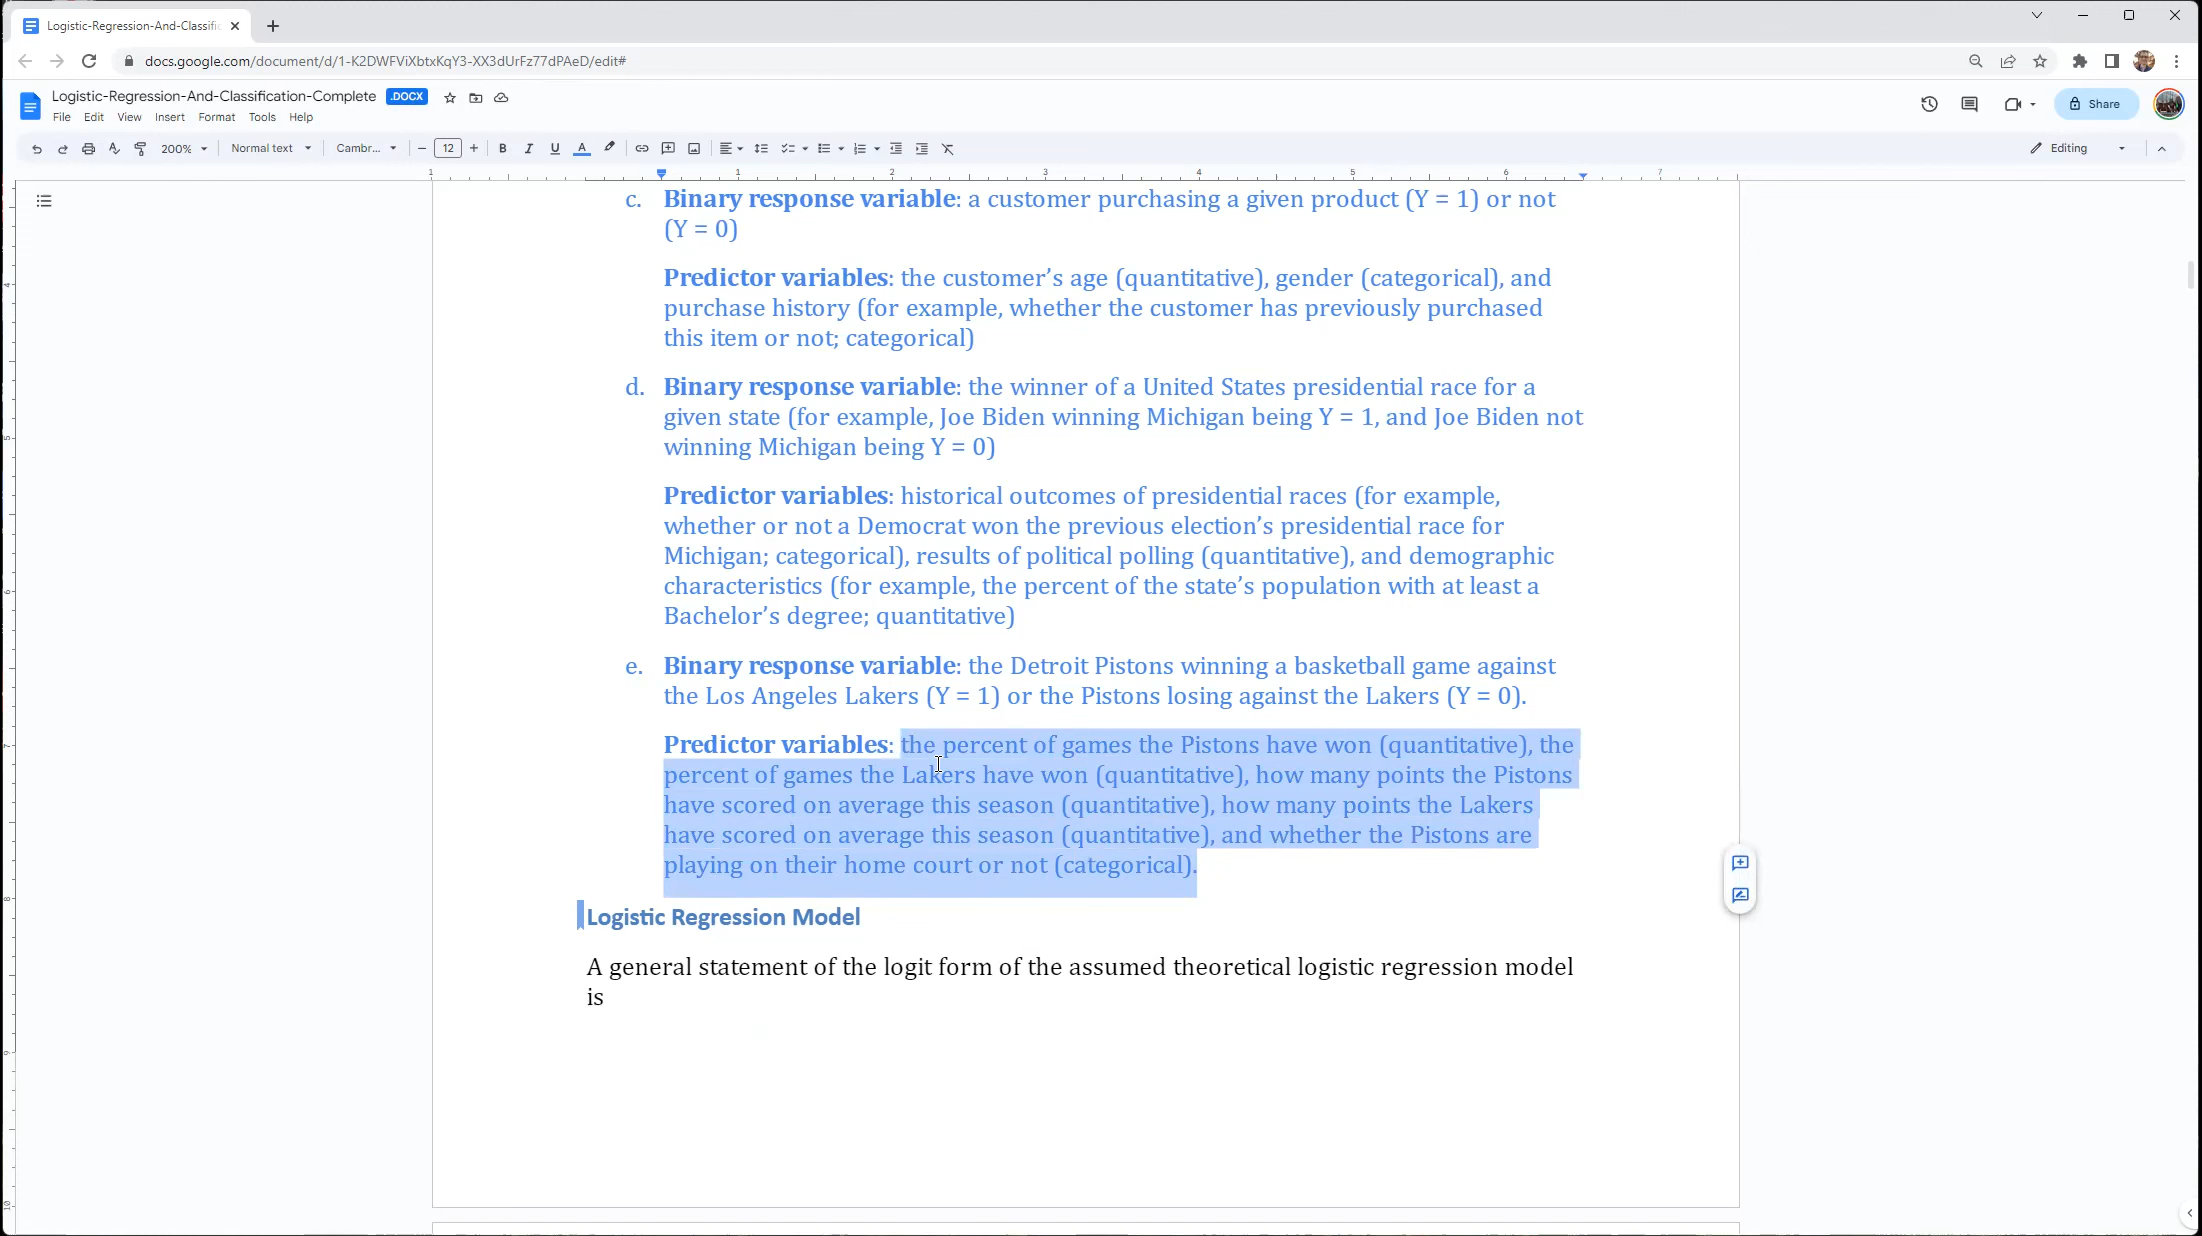 Logistic-Regression-And-Classific
docs.google.com/document/d/1-K2DWFViXbtxKqY3-XX3dUrFz77dPAeD/edit#
Logistic-Regression-And-Classification-Complete .DOCX
Share
File Edit View Insert Format Tools Help
200% Normal text Cambr... 12 Editing
1 1 2 3 4 5 6 7
c. Binary response variable: a customer purchasing a given product (Y = 1) or not
(Y = 0)
Predictor variables: the customer’s age (quantitative), gender (categorical), and
purchase history (for example, whether the customer has previously purchased
this item or not; categorical)
d. Binary response variable: the winner of a United States presidential race for a
given state (for example, Joe Biden winning Michigan being Y = 1, and Joe Biden not
winning Michigan being Y = 0)
Predictor variables: historical outcomes of presidential races (for example,
whether or not a Democrat won the previous election’s presidential race for
Michigan; categorical), results of political polling (quantitative), and demographic
characteristics (for example, the percent of the state’s population with at least a
Bachelor’s degree; quantitative)
e. Binary response variable: the Detroit Pistons winning a basketball game against
the Los Angeles Lakers (Y = 1) or the Pistons losing against the Lakers (Y = 0).
Predictor variables: the percent of games the Pistons have won (quantitative), the
percent of games the Lakers have won (quantitative), how many points the Pistons
have scored on average this season (quantitative), how many points the Lakers
have scored on average this season (quantitative), and whether the Pistons are
playing on their home court or not (categorical).
Logistic Regression Model
A general statement of the logit form of the assumed theoretical logistic regression model
is